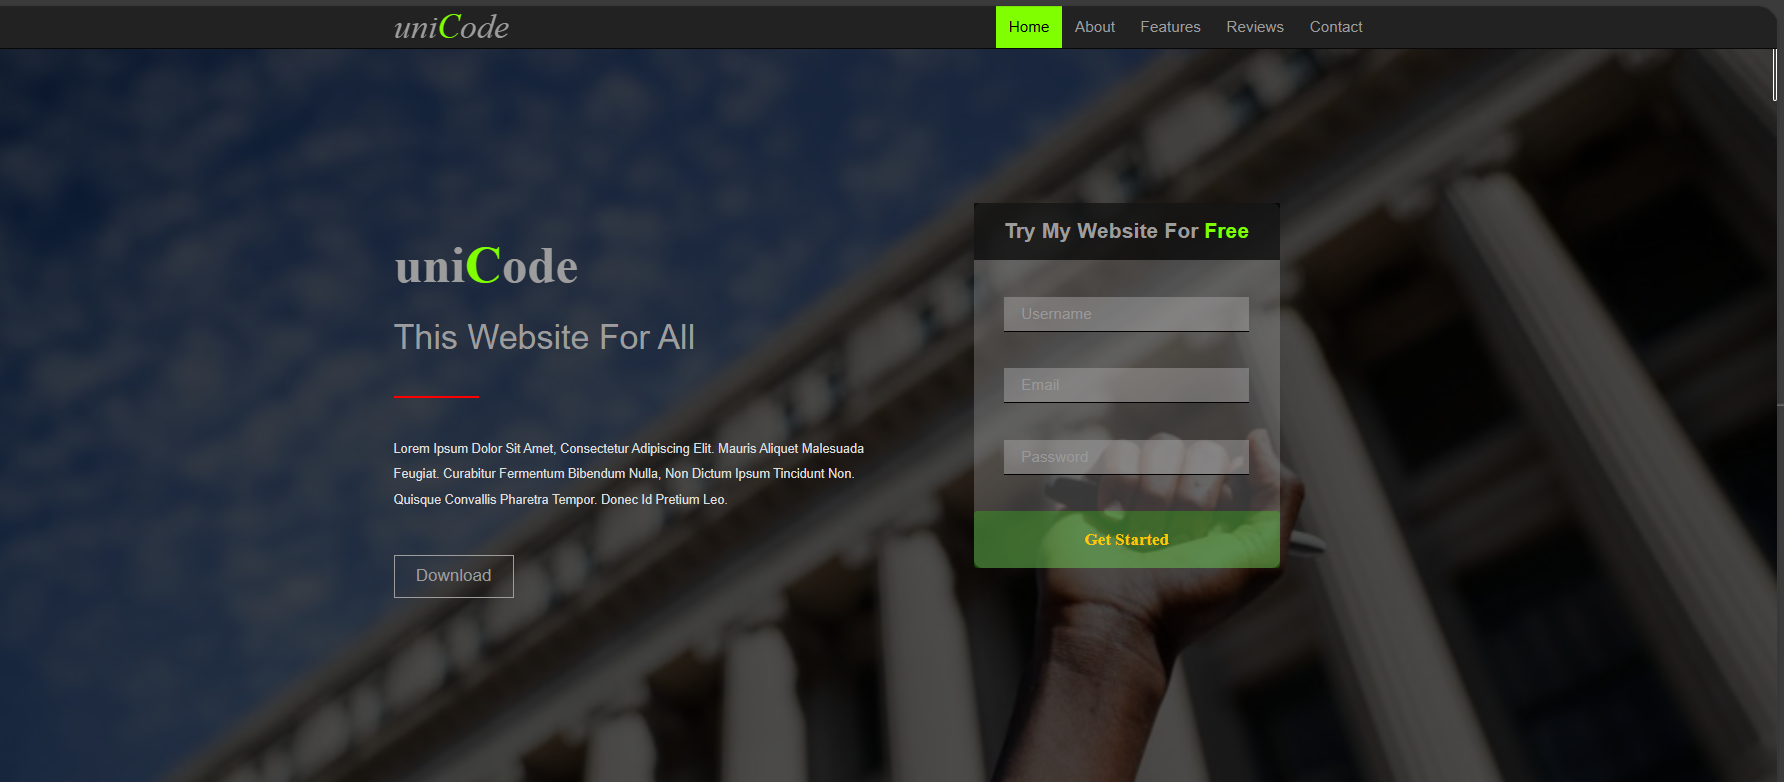 uniCode
Home About Features Reviews Contact
uniCode
This Website For All
Lorem Ipsum Dolor Sit Amet, Consectetur Adipiscing Elit. Mauris Aliquet Malesuada
Feugiat. Curabitur Fermentum Bibendum Nulla, Non Dictum Ipsum Tincidunt Non.
Quisque Convallis Pharetra Tempor. Donec Id Pretium Leo.
Download
Try My Website For Free
Username
Email
Password
Get Started